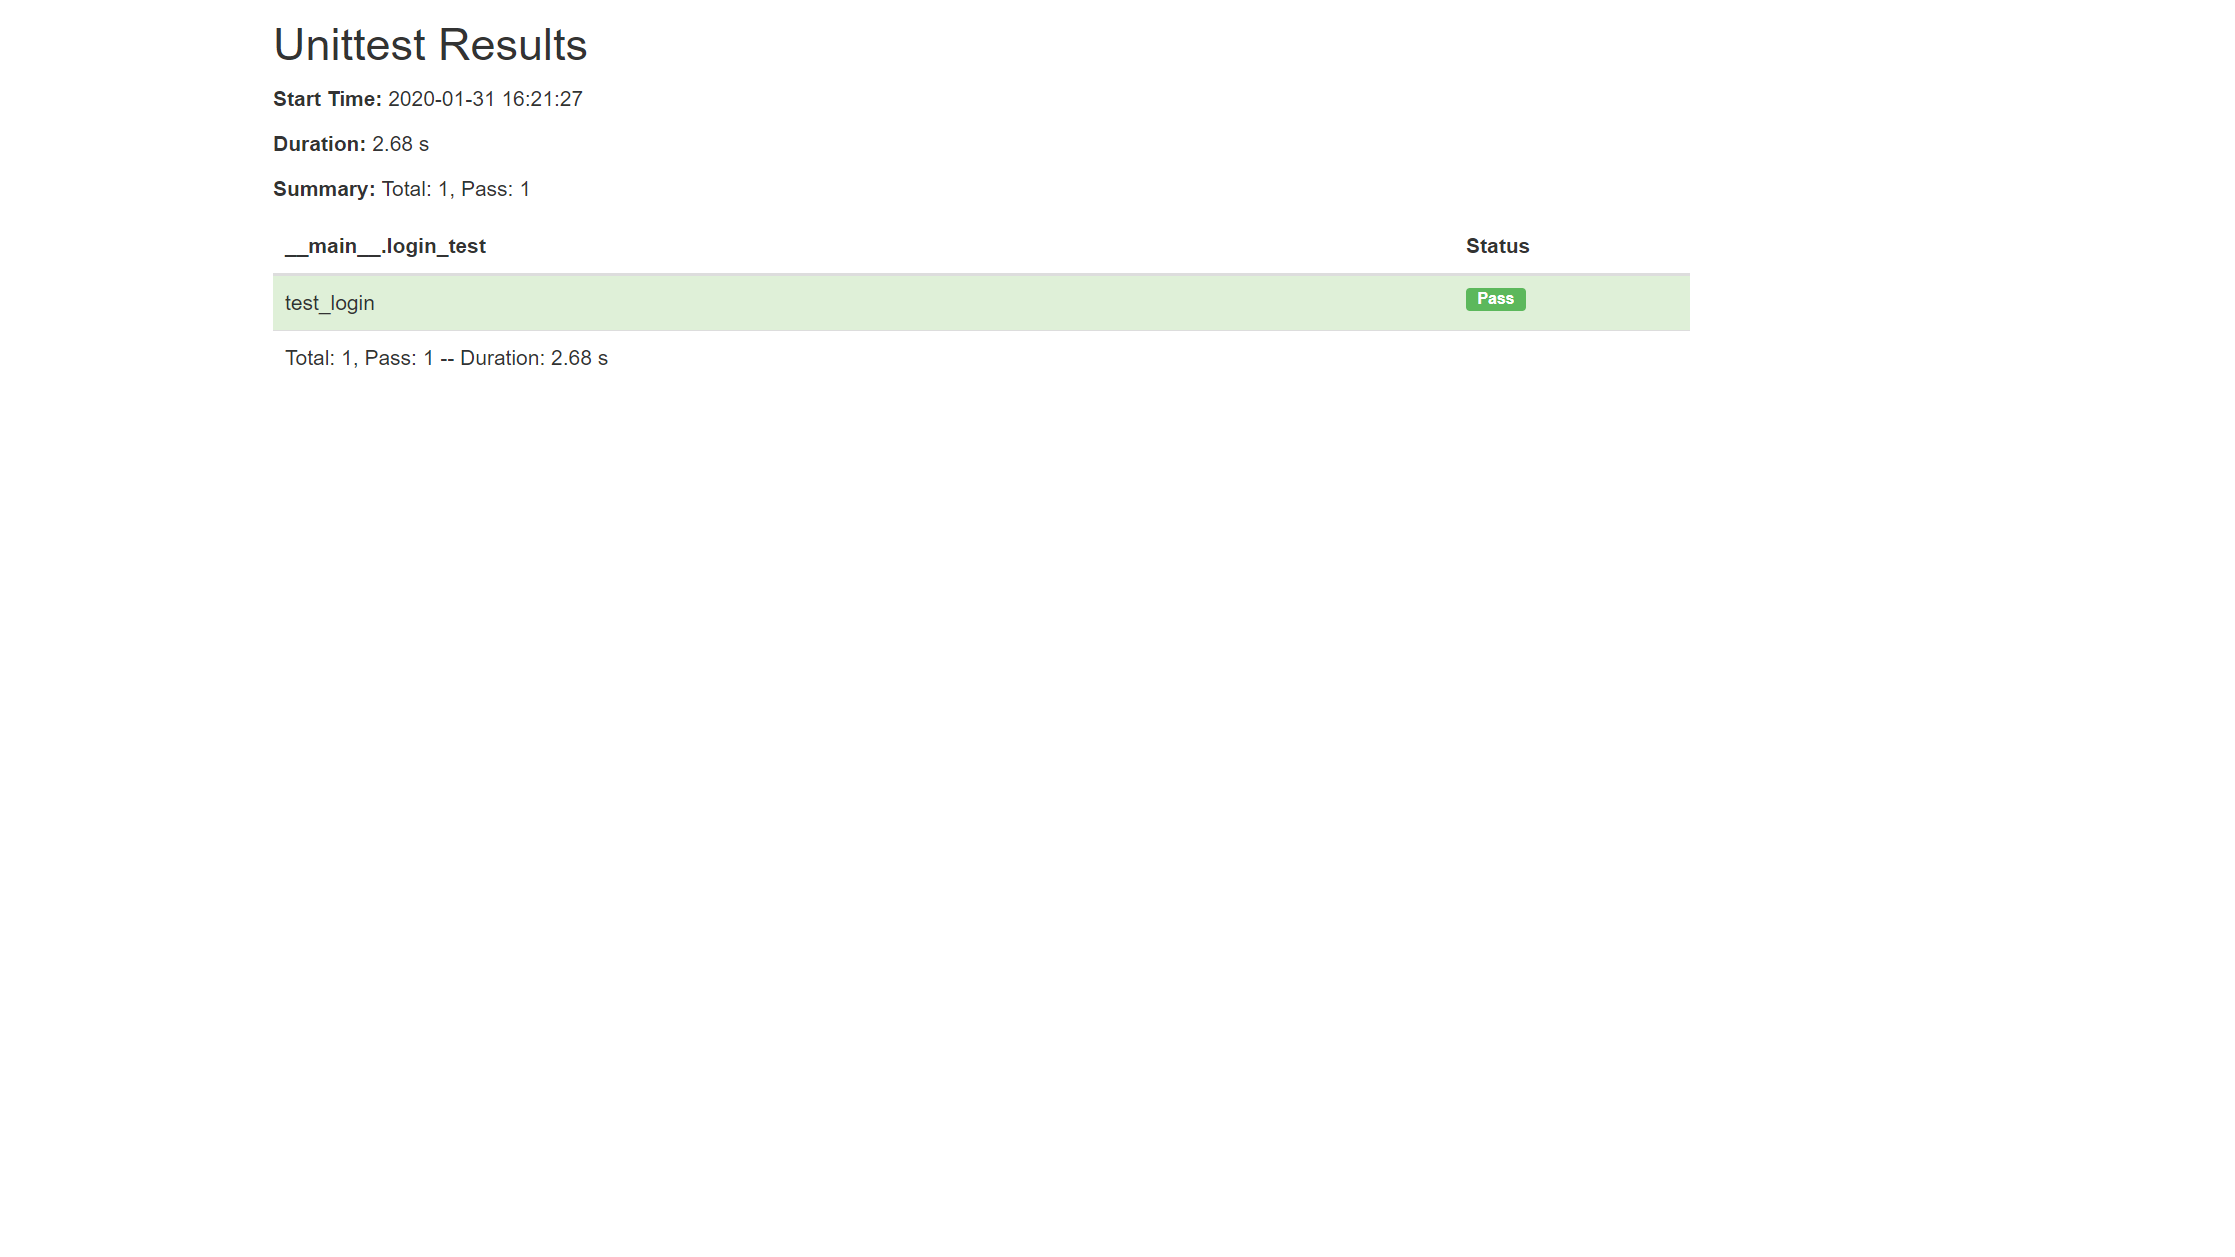 Unittest Results
Start Time: 2020-01-31 16:21:27
Duration: 2.68 s
Summary: Total: 1, Pass: 1
__main__.login_test Status
test_login Pass
Total: 1, Pass: 1 -- Duration: 2.68 s